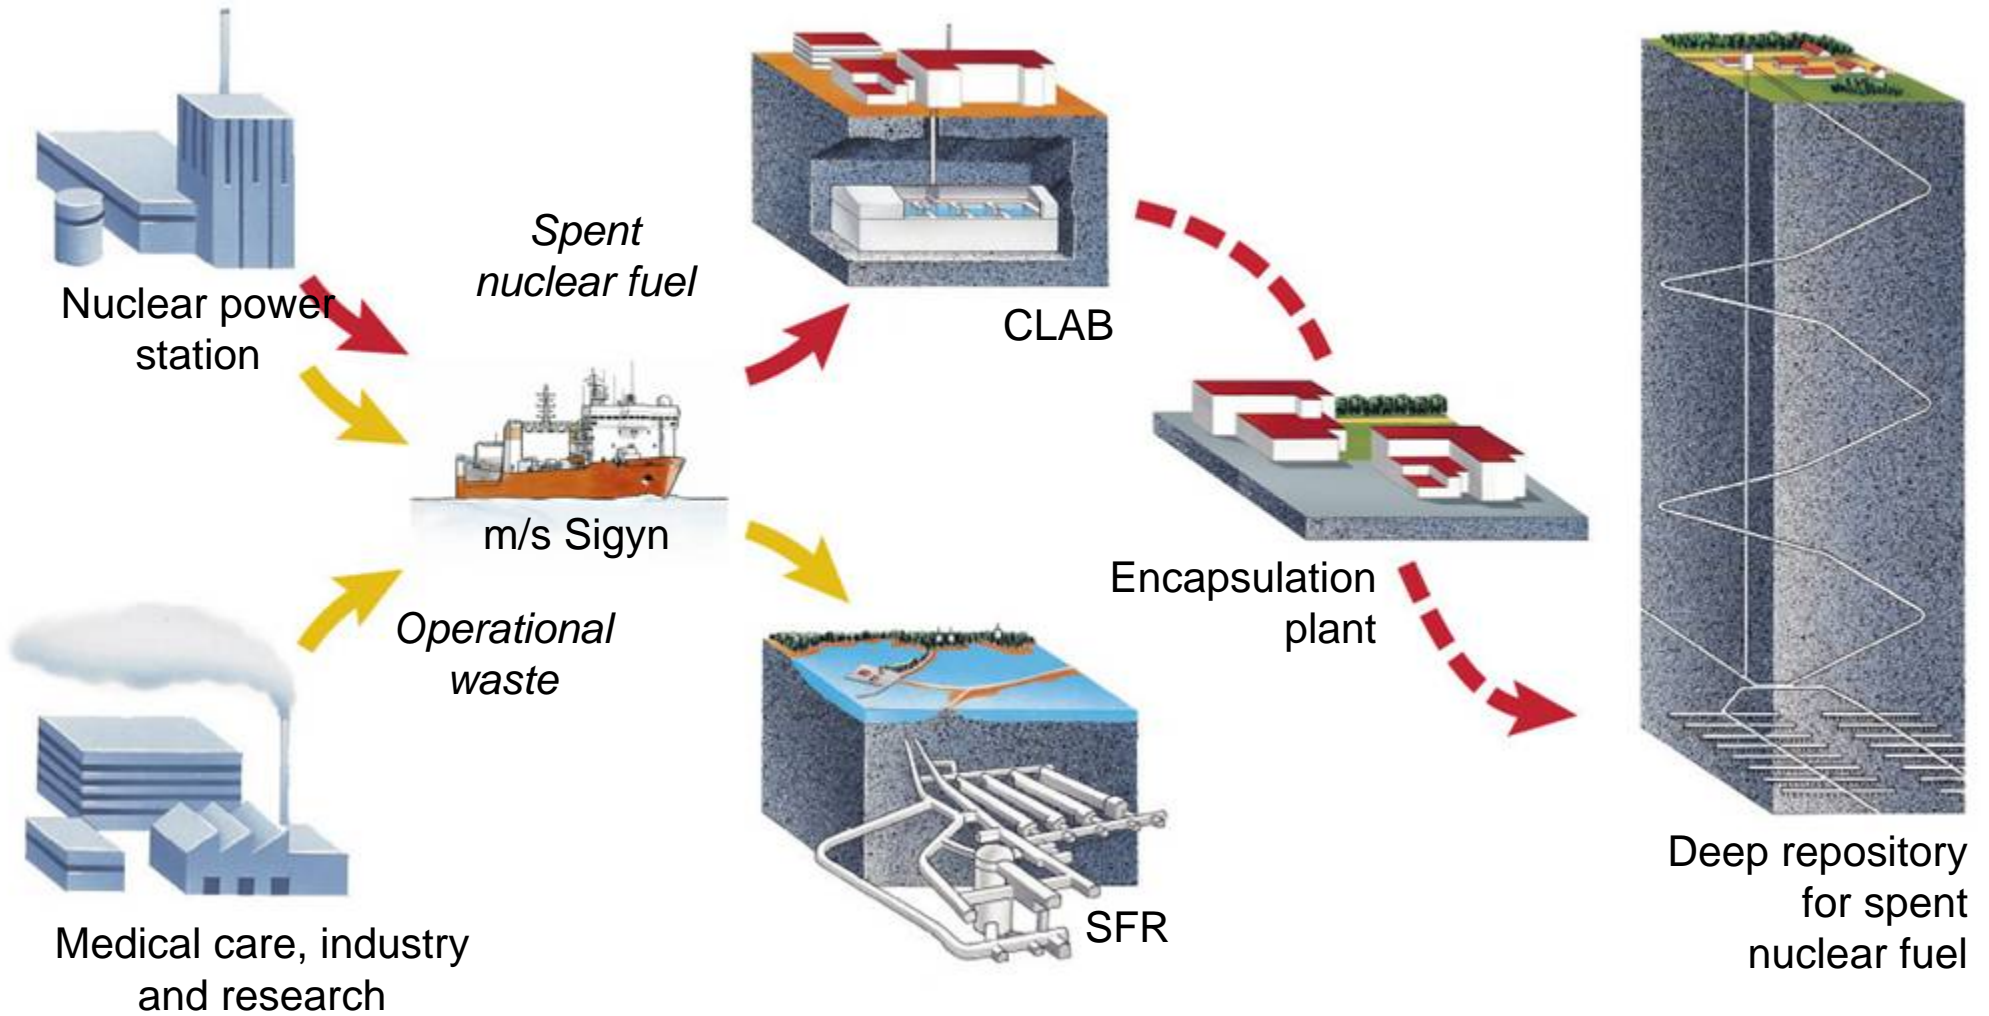 Nuclear power
station
Spent
nuclear fuel
CLAB
m/s Sigyn
Encapsulation
plant
Operational
waste
Medical care, industry
and research
SFR
Deep repository
for spent
nuclear fuel